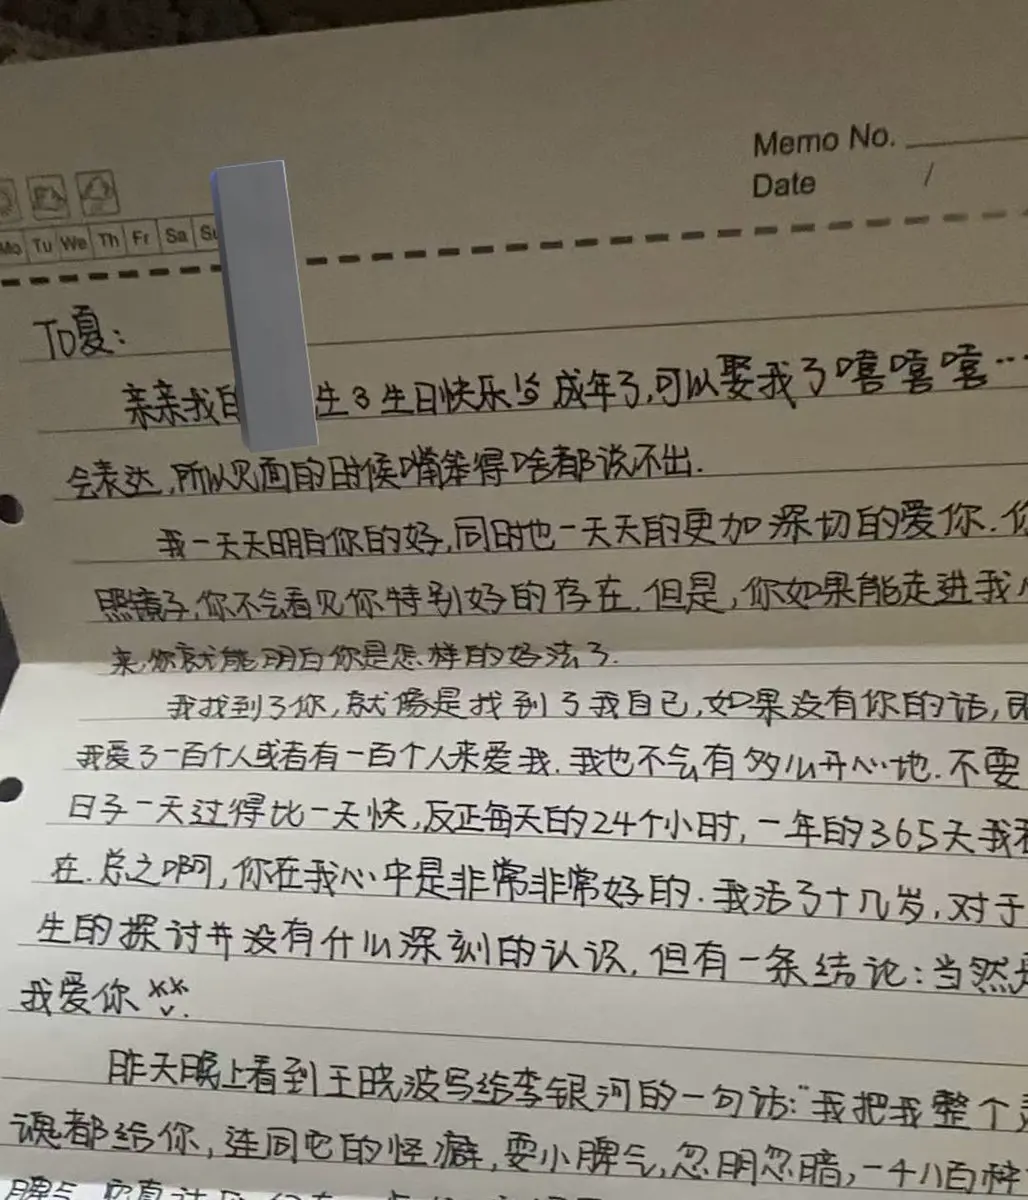 Memo No.
Date /
Mo Tu We Th Fr Sa Su
To夏:
亲亲我的 生3生日快乐!成年了,可以娶我了嘻嘻嘻…
会表达,所以见面的时候嘴笨得啥都说不出.
我一天天明白你的好,同时也一天天的更加深切的爱你.你
照镜子,你不会看见你特别好的存在.但是,你如果能走进我
来,你就能明白你是怎样的好法了.
我找到了你,就像是找到了我自己,如果没有你的话,即
我爱了一百个人或者有一百个人来爱我.我也不会有多么开心地.不要
日子一天过得比一天快,反正每天的24个小时,一年的365天我
在.总之啊,你在我心中是非常非常好的.我活了十几岁,对于
生的探讨并没有什么深刻的认识,但有一条结论:当然是
我爱你
昨天晚上看到王晓波写给李银河的一句话:"我把我整个
魂都给你,连同它的怪癖,耍小脾气,忽明忽暗,一千八百种
脾气